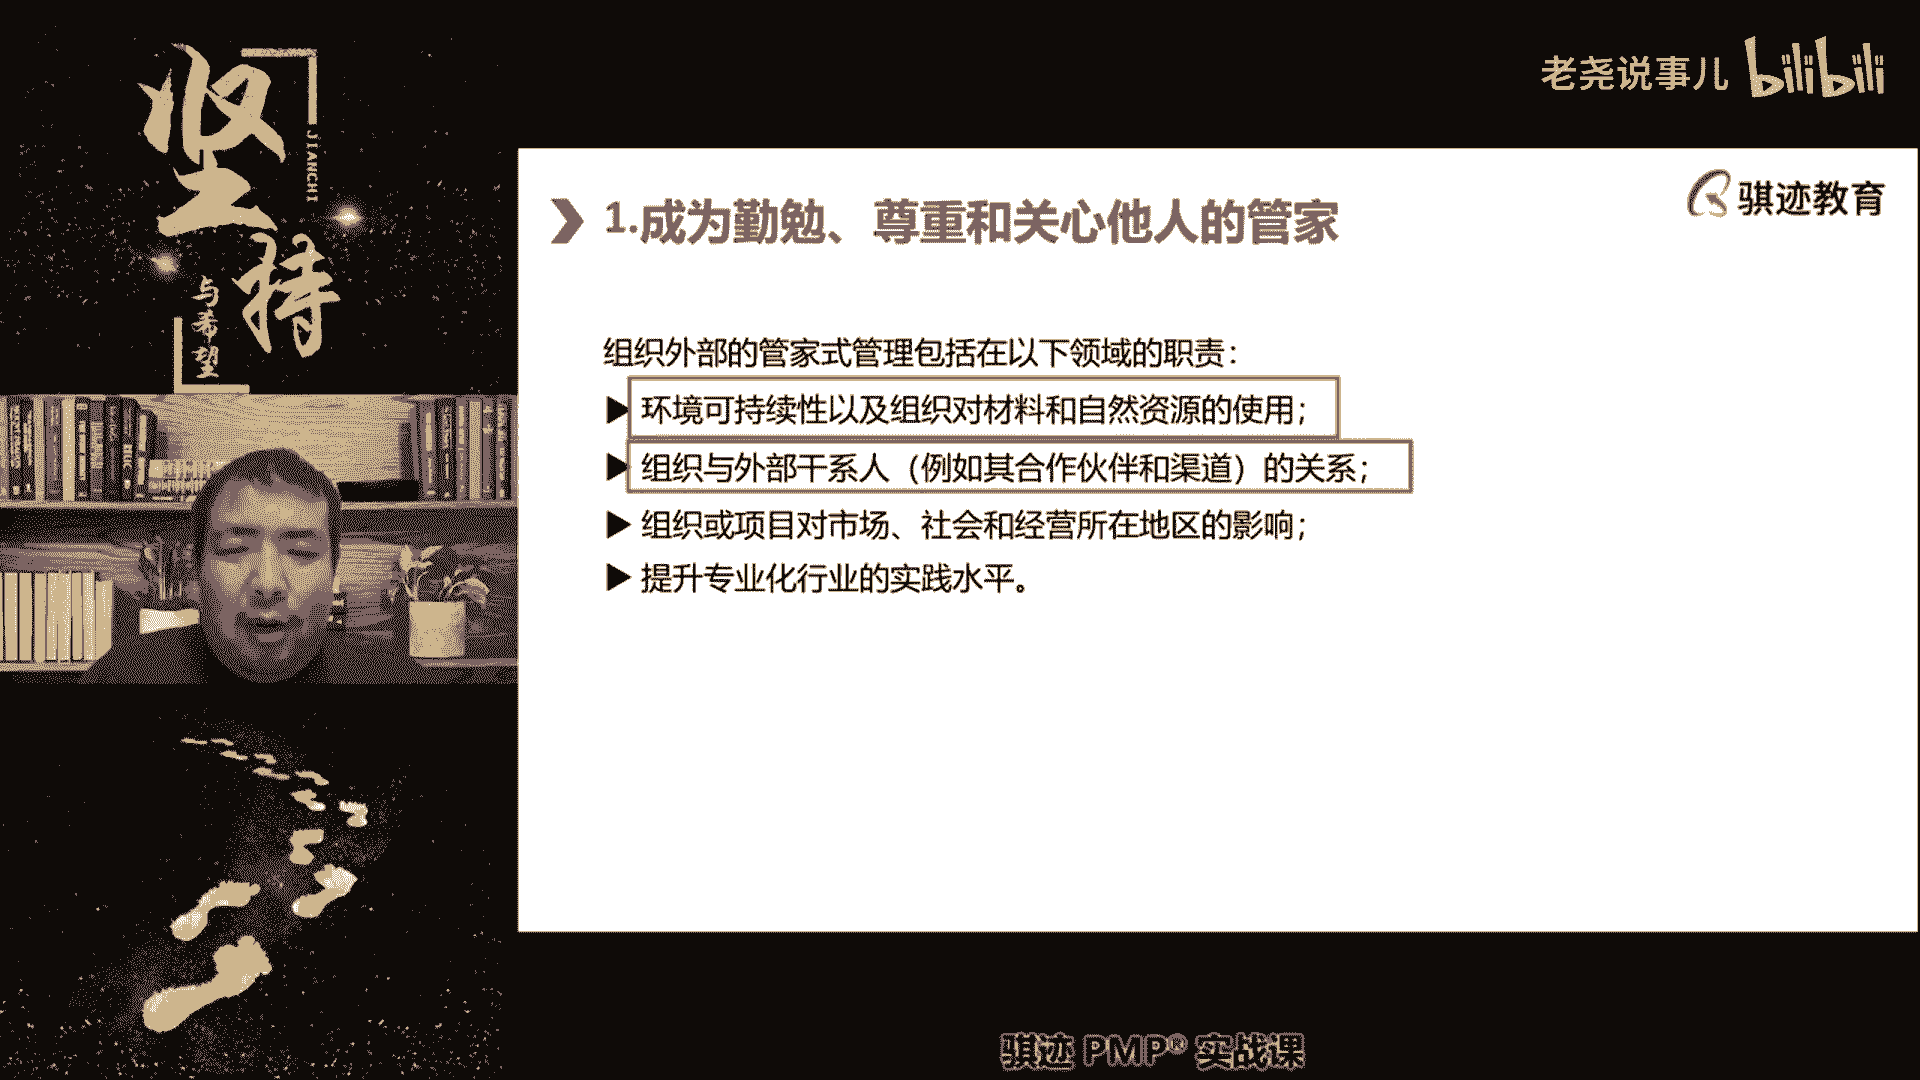 坚持
JIANCHI
与希望
老尧说事儿 bilibili
骐迹教育
1.成为勤勉、尊重和关心他人的管家
组织外部的管家式管理包括在以下领域的职责：
环境可持续性以及组织对材料和自然资源的使用；
组织与外部干系人（例如其合作伙伴和渠道）的关系；
组织或项目对市场、社会和经营所在地区的影响；
提升专业化行业的实践水平。
骐迹 PMP® 实战课